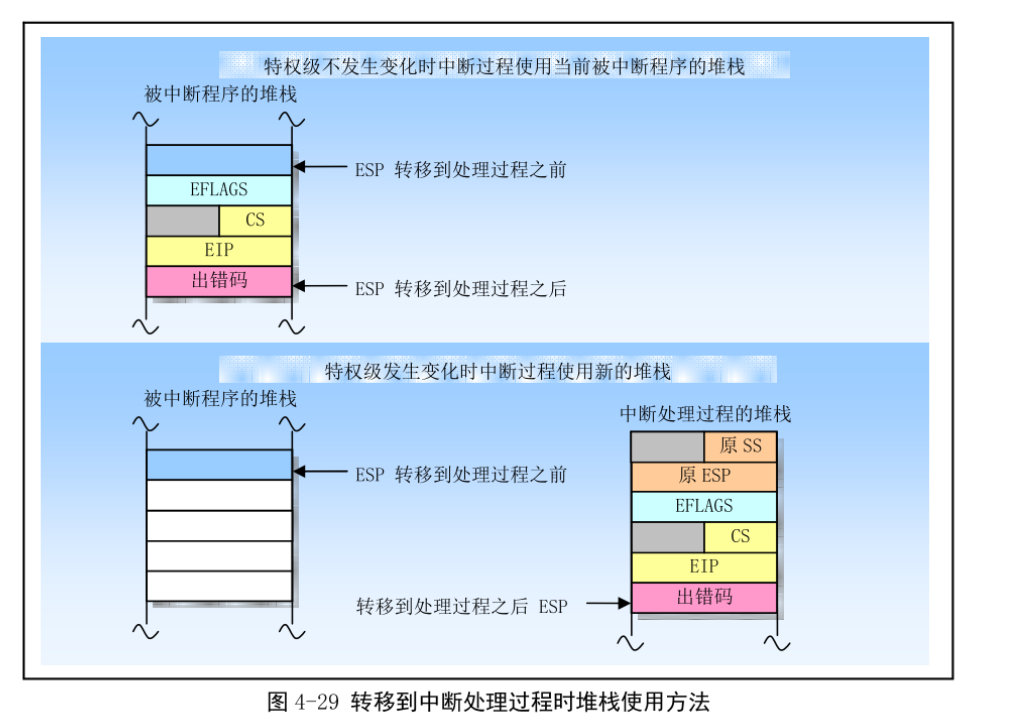 特权级不发生变化时中断过程使用当前被中断程序的堆栈
被中断程序的堆栈
ESP 转移到处理过程之前
EFLAGS
CS
EIP
出错码
ESP 转移到处理过程之后
特权级发生变化时中断过程使用新的堆栈
被中断程序的堆栈
ESP 转移到处理过程之前
中断处理过程的堆栈
原 SS
原 ESP
EFLAGS
CS
EIP
出错码
转移到处理过程之后 ESP
图 4-29 转移到中断处理过程时堆栈使用方法